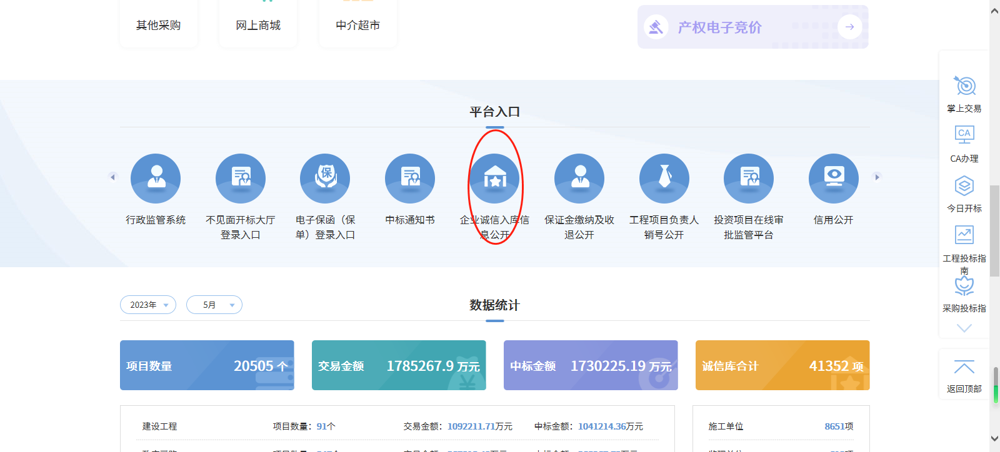 其他采购
网上商城
中介超市
产权电子竞价
平台入口
行政监管系统
不见面开标大厅
登录入口
电子保函（保
单）登录入口
中标通知书
企业诚信入库信
息公开
保证金缴纳及收
退公开
工程项目负责人
销号公开
投资项目在线审
批监管平台
信用公开
保
掌上交易
CA
CA办理
今日开标
工程投标指
南
采购投标指
返回顶部
2023年
5月
数据统计
项目数量 20505 个
交易金额 1785267.9 万元
中标金额 1730225.19 万元
诚信库合计 41352 项
建设工程 项目数量：91个 交易金额：1092211.71万元 中标金额：1041214.36万元
施工单位 8651项